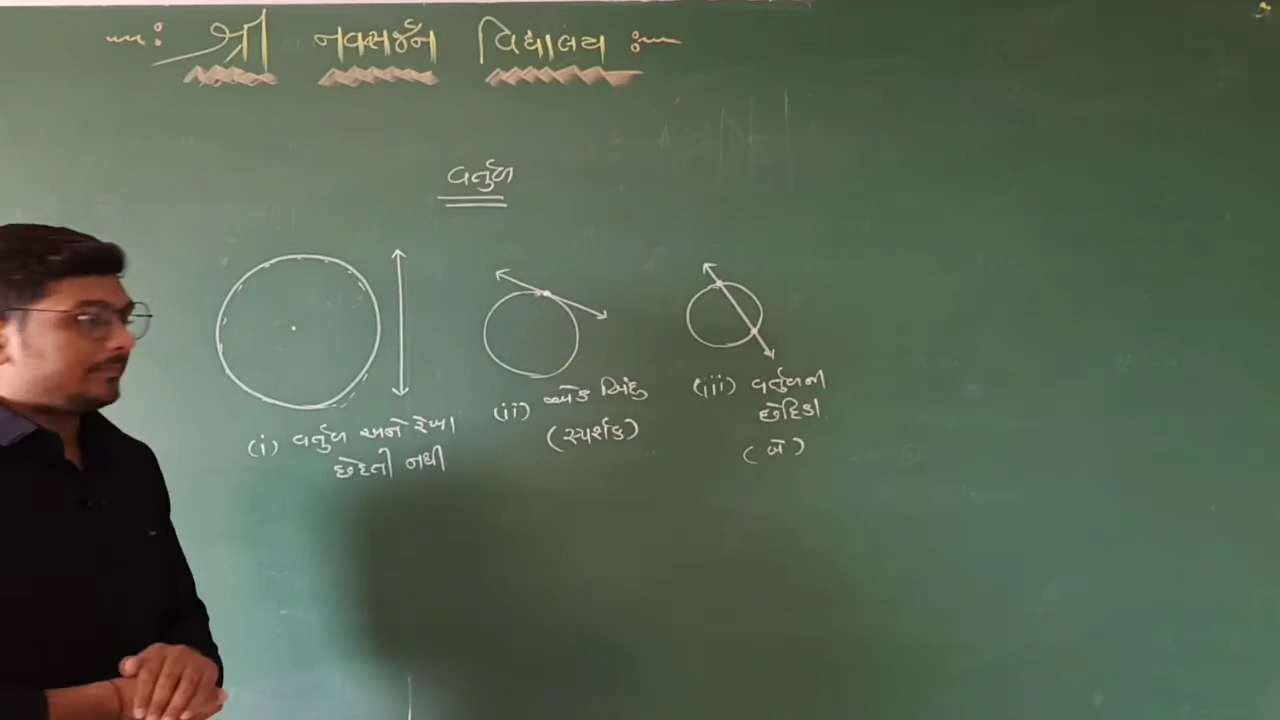 શ્રી નવસર્જન વિદ્યાલય
વર્તુળ
(i) વર્તુળ અને રેખા
છેદતી નથી
(ii) એક બિંદુ
(સ્પર્શક)
(iii) વર્તુળની
છેદિકા
(બે)